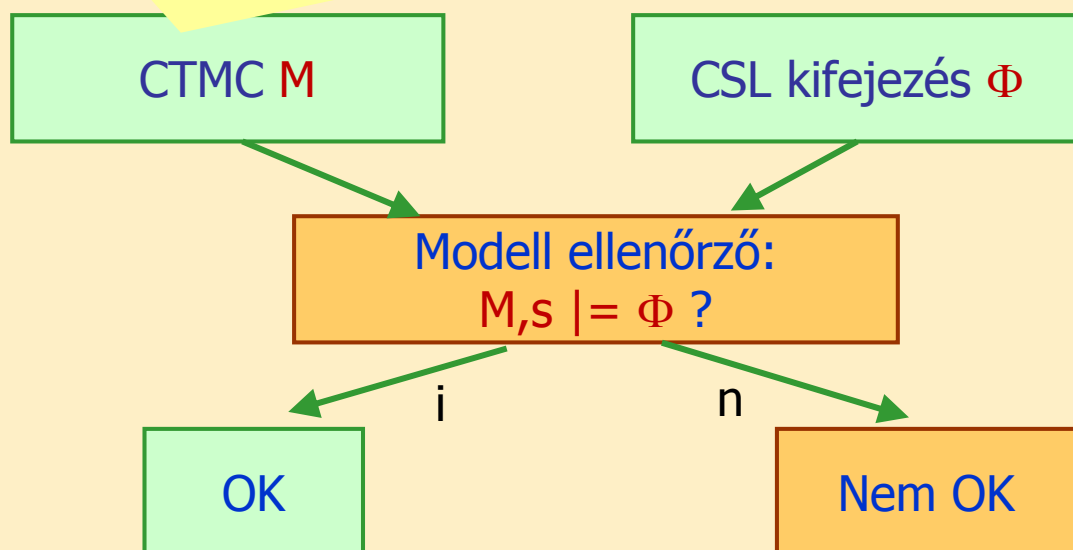 CTMC M
CSL kifejezés Φ
Modell ellenőrző:
M,s |= Φ ?
i
n
OK
Nem OK